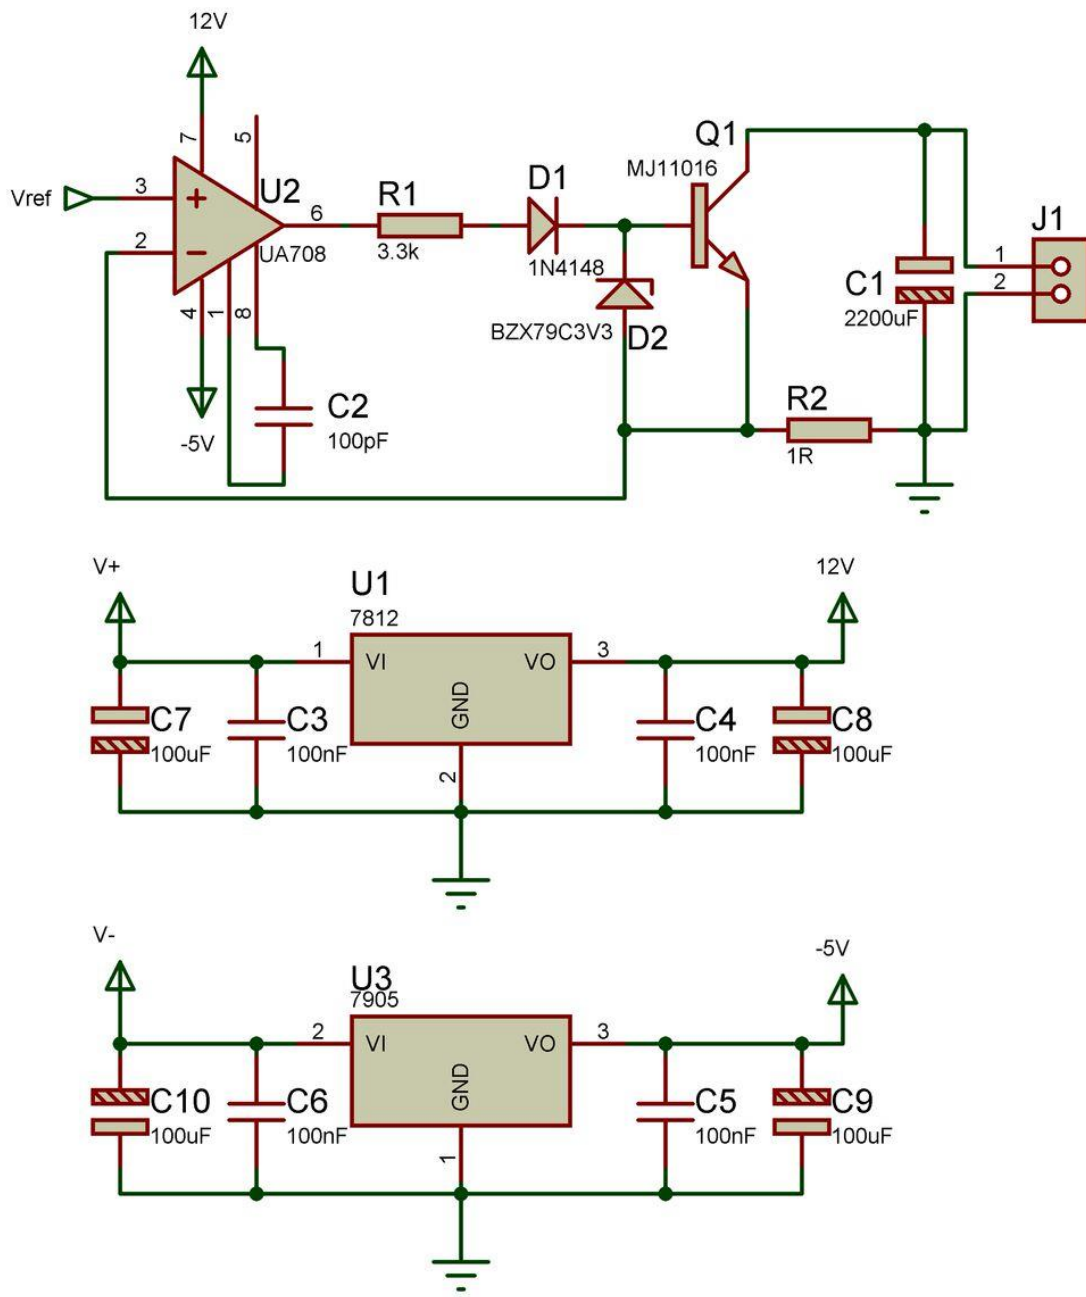 12V
7
5
Vref
3
2
U2
UA708
6
4
1
8
-5V
C2
100pF
R1
3.3k
D1
1N4148
BZX79C3V3
D2
Q1
MJ11016
R2
1R
C1
2200uF
J1
1
2
V+
U1
7812
12V
1
VI
VO
3
GND
2
C7
100uF
C3
100nF
C4
100nF
C8
100uF
V-
U3
7905
-5V
2
VI
VO
3
GND
1
C10
100uF
C6
100nF
C5
100nF
C9
100uF